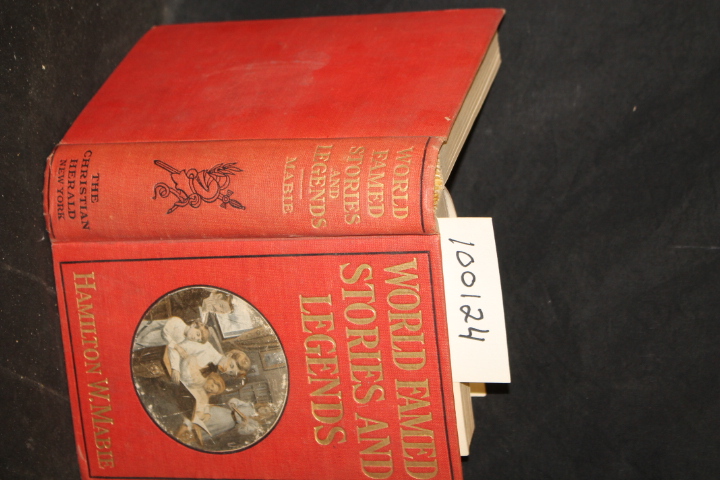 WORLD
FAMED
STORIES
AND
LEGENDS
MABIE
THE
CHRISTIAN
HERALD
NEW YORK
WORLD FAMED
STORIES AND
LEGENDS
HAMILTON W. MABIE
100124